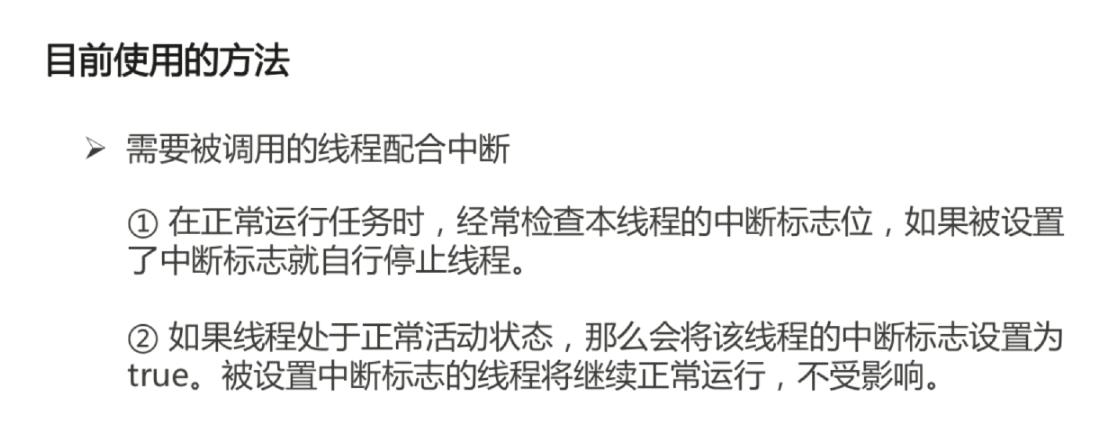 目前使用的方法
➢ 需要被调用的线程配合中断
① 在正常运行任务时，经常检查本线程的中断标志位，如果被设置
了中断标志就自行停止线程。
② 如果线程处于正常活动状态，那么会将该线程的中断标志设置为
true。被设置中断标志的线程将继续正常运行，不受影响。